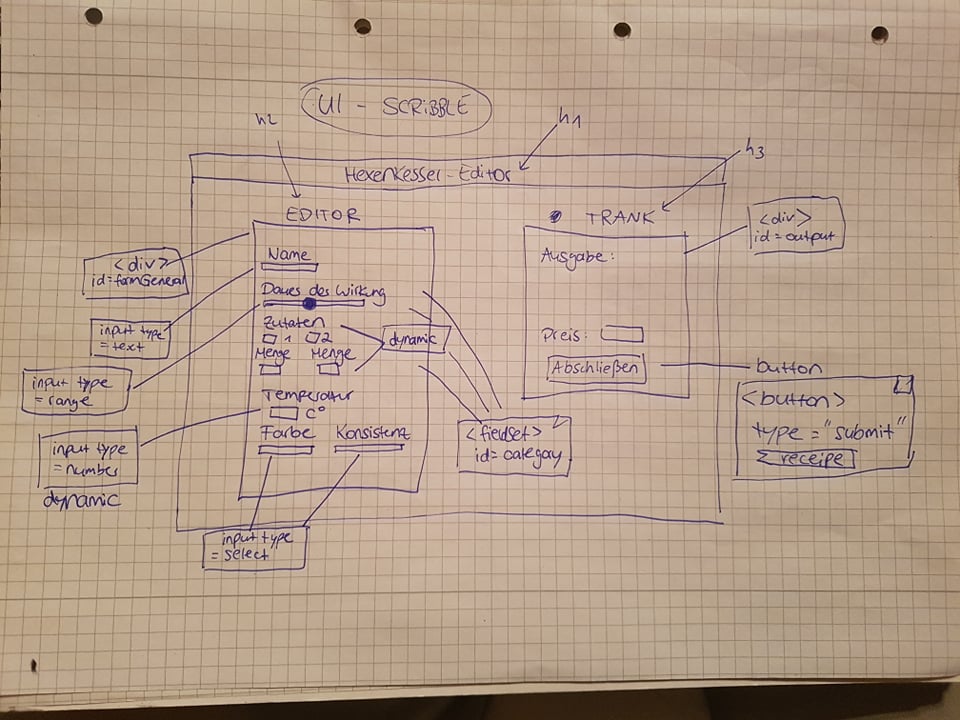 UI - SCRIBBLE
h2
h1
h3
Hexenkessel-Editor
EDITOR
TRANK
<div>
id=output
<div>
id=formGeneral
Name
Ausgabe:
Dauer der Wirkung
input type
=text
Zutaten
1 2
dynamic
Menge Menge
Preis:
Abschließen
button
input type
=range
Temperatur
C°
<button>
type="submit"
receipe
Farbe Konsistenz
<fieldset>
id=category
input type
=number
dynamic
input type
=select